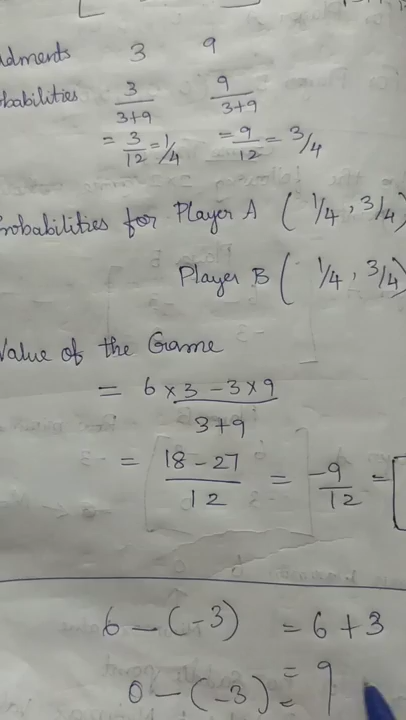 dments 3 9
babilities 3/(3+9) 9/(3+9)
= 3/12 = 1/4 = 9/12 = 3/4
robabilities for Player A (1/4, 3/4)
Player B (1/4, 3/4)
Value of the Game
= (6 × 3 - 3 × 9)/(3+9)
= (18 - 27)/12 = -9/12 =
6 - (-3) = 6 + 3
= 9
0 - (-3) =